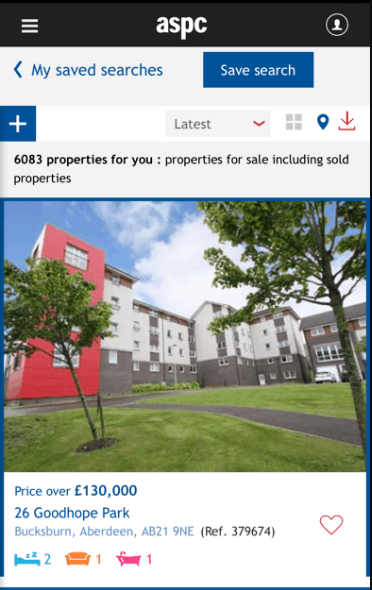 aspc
My saved searches
Save search
Latest
6083 properties for you : properties for sale including sold
properties
Price over £130,000
26 Goodhope Park
Bucksburn, Aberdeen, AB21 9NE (Ref. 379674)
2 1 1